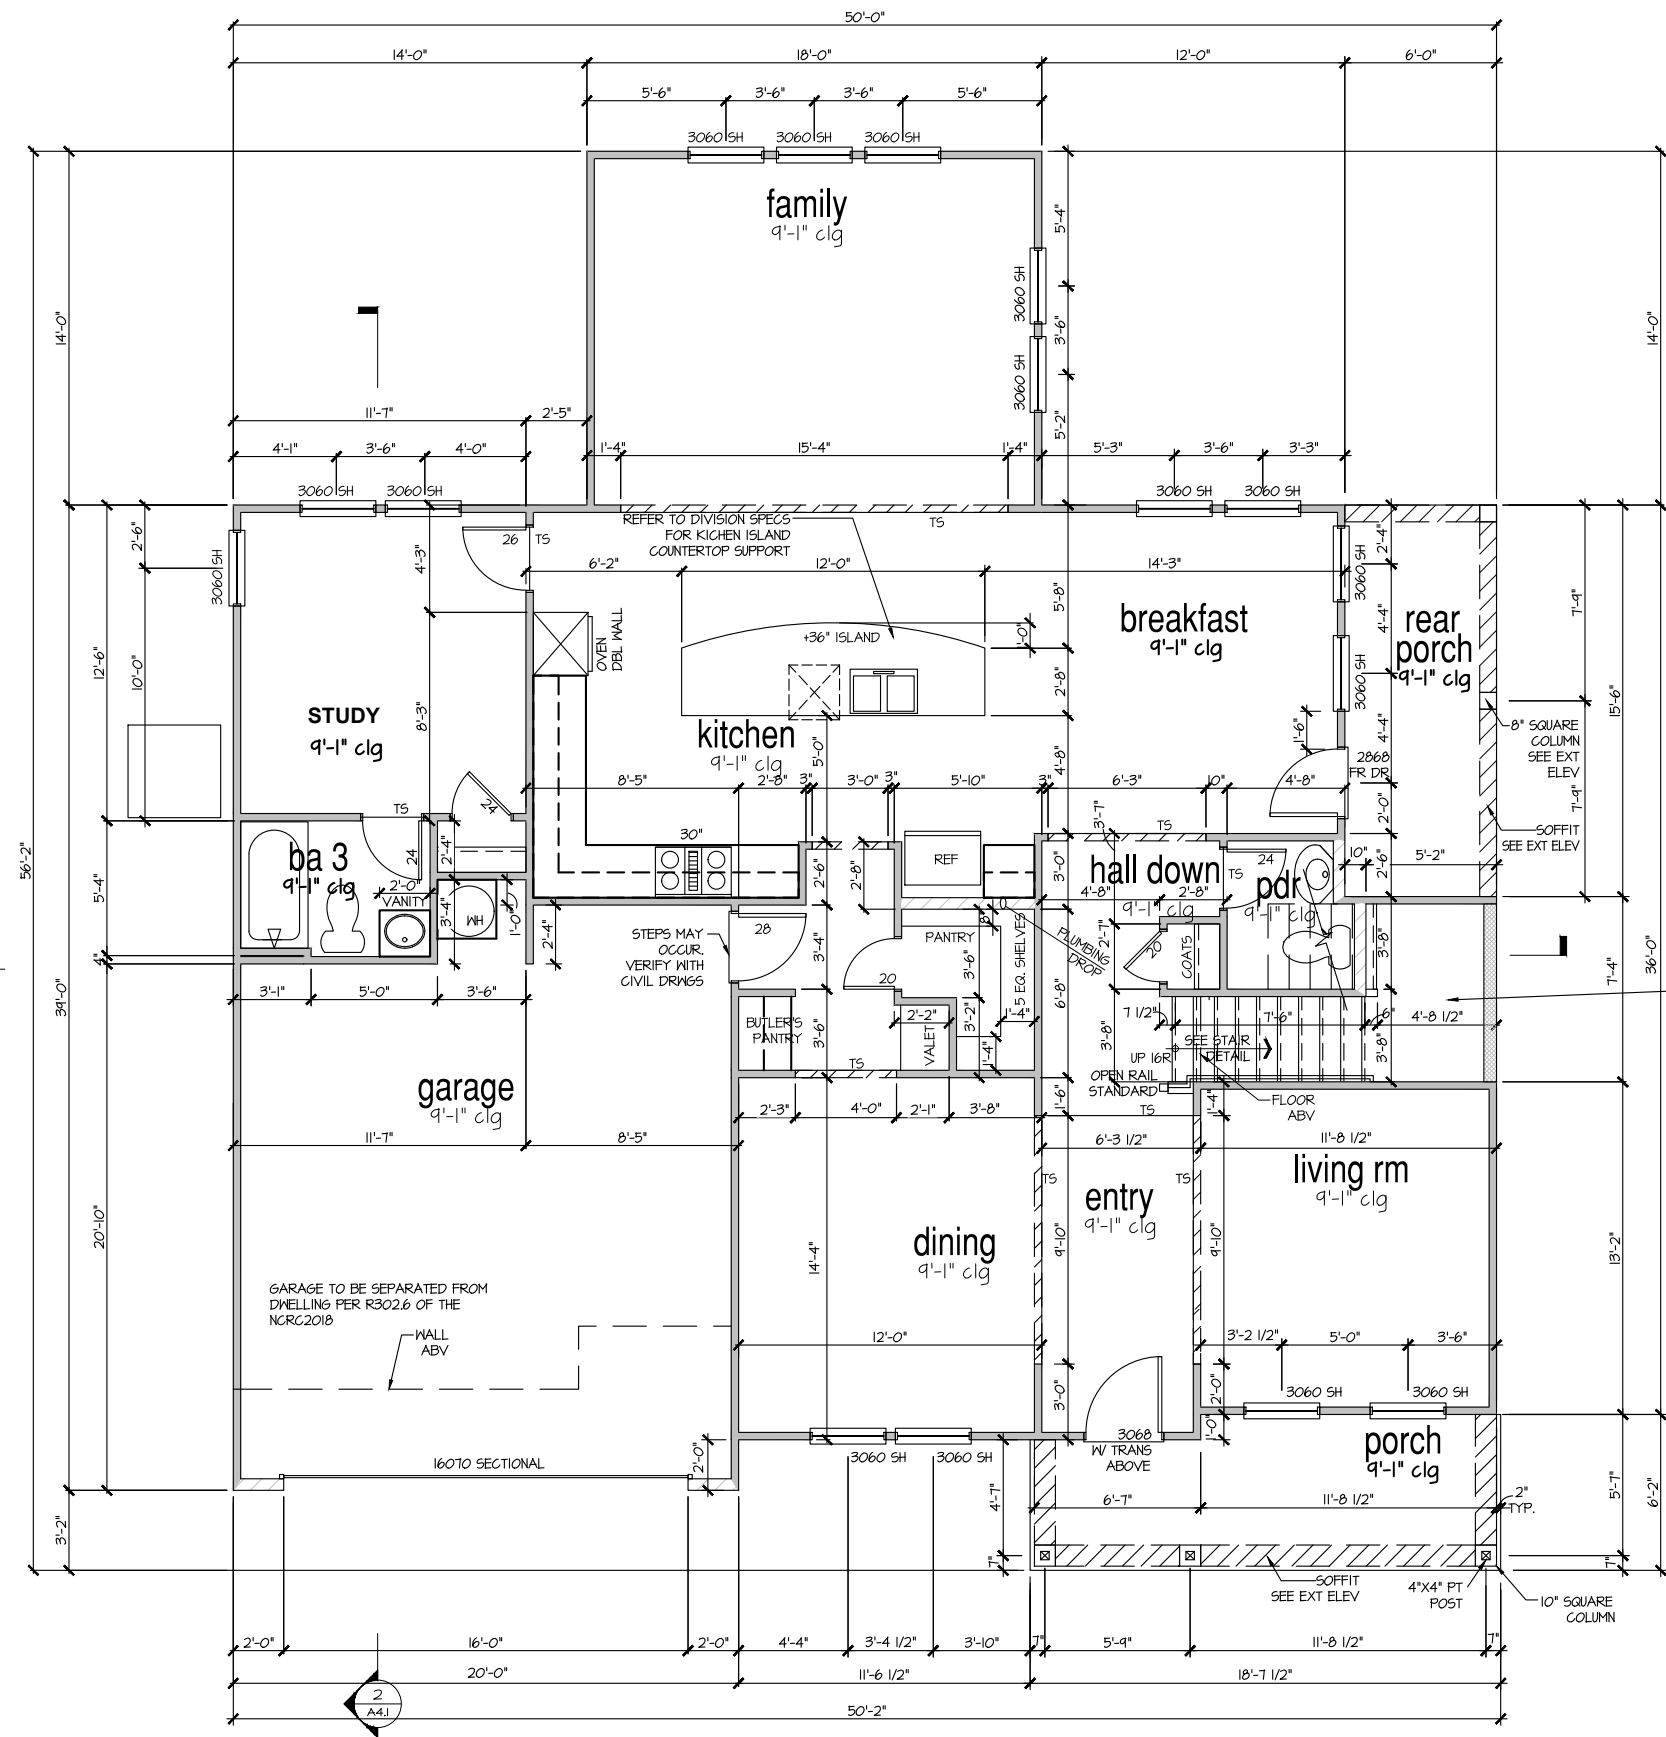 50'-0"
14'-0" 18'-0" 12'-0" 6'-0"
5'-6" 3'-6" 3'-6" 5'-6"
3060 SH 3060 SH 3060 SH
family
9'-1" clg
5'-4"
3060 SH
3'-6"
3060 SH
5'-2"
14'-0"
14'-0"
11'-7" 2'-5"
4'-1" 3'-6" 4'-0"
1'-4" 15'-4" 1'-4"
5'-3" 3'-6" 3'-3"
3060 SH 3060 SH
3060 SH 3060 SH
REFER TO DIVISION SPECS
FOR KICHEN ISLAND
COUNTERTOP SUPPORT
TS
26 TS
2'-6"
3060 SH
4'-3"
6'-2" 12'-0" 14'-3"
5'-8"
2'-4"
3060 SH
4'-4"
3060 SH
4'-4"
7'-9"
OVEN
DBL WALL
+36" ISLAND
1'-0"
breakfast
9'-1" clg
rear
porch
9'-1" clg
12'-6"
10'-0"
8'-3"
STUDY
9'-1" clg
kitchen
9'-1" clg
5'-0"
2'-8"
4'-8"
1'-6"
15'-6"
8" SQUARE
COLUMN
SEE EXT
ELEV
2868
FR DR
8'-5" 2'-8" 3" 3'-0" 3" 5'-10" 3" 6'-3" 10" 4'-8"
2'-0"
7'-9"
24
TS
3'-7"
TS
SOFFIT
SEE EXT ELEV
ba 3
9'-1" clg
24
2'-0"
VANITY
2'-4"
3'-4"
WH
1'-0"
2'-4"
30"
2'-6"
2'-8"
REF
3'-0"
hall down
9'-1" clg
4'-8" 2'-8"
24
TS
pdr
9'-1" clg
10" 5'-2"
2'-6"
56'-2"
5'-4"
4"
39'-0"
3'-1" 5'-0" 3'-6"
STEPS MAY
OCCUR.
VERIFY WITH
CIVIL DRWGS
28
3'-4"
20
PANTRY
8"
3'-6"
5 EQ. SHELVES
PLUMBING
DROP
2'-7"
20
COATS
3'-8"
7'-4"
36'-0"
BUTLER'S
PANTRY
3'-6"
2'-2"
VALET
3'-2"
1'-4"
1'-4"
6'-8"
7 1/2" 7'-6" 6" 4'-8 1/2"
3'-8"
UP 16R
SEE STAIR
DETAIL
3'-8"
OPEN RAIL
STANDARD
FLOOR
ABV
garage
9'-1" clg
TS
2'-3" 4'-0" 2'-1" 3'-8"
1'-6"
TS
1'-4"
11'-7" 8'-5"
6'-3 1/2" 11'-8 1/2"
living rm
9'-1" clg
TS TS
entry
9'-1" clg
dining
9'-1" clg
20'-10"
14'-4"
9'-10"
9'-10"
13'-2"
GARAGE TO BE SEPARATED FROM
DWELLING PER R302.6 OF THE
NCRC2018
WALL
ABV
12'-0"
3'-2 1/2" 5'-0" 3'-6"
3'-0"
2'-0"
3060 SH 3060 SH
1'-0"
3068
W/ TRANS
ABOVE
porch
9'-1" clg
16070 SECTIONAL
2'-0"
3060 SH 3060 SH
4'-7"
6'-7" 11'-8 1/2"
2"
TYP.
5'-7"
6'-2"
3'-2"
7"
7"
SOFFIT
SEE EXT ELEV
4"X4" PT
POST
10" SQUARE
COLUMN
2'-0" 16'-0" 2'-0" 4'-4" 3'-4 1/2" 3'-10" 7" 5'-9" 11'-8 1/2" 7"
20'-0" 11'-6 1/2" 18'-7 1/2"
2
A4.1
50'-2"